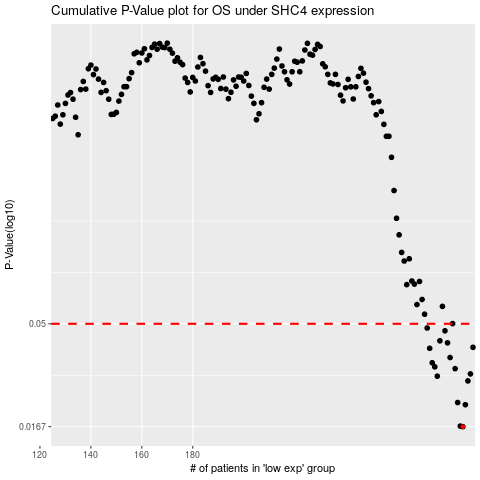 Cumulative P-Value plot for OS under SHC4 expression
P-Value(log10)
0.05
0.0167
120 140 160 180
# of patients in 'low exp' group